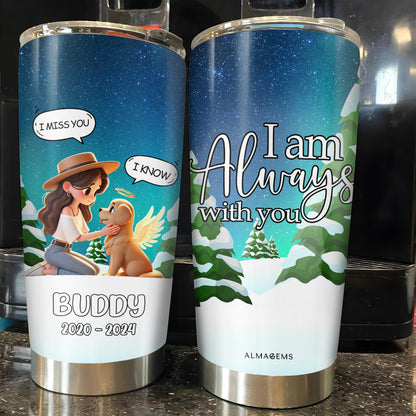 I MISS YOU
I KNOW
BUDDY
2020 - 2024
I am
Always
with you
ALMAGEMS